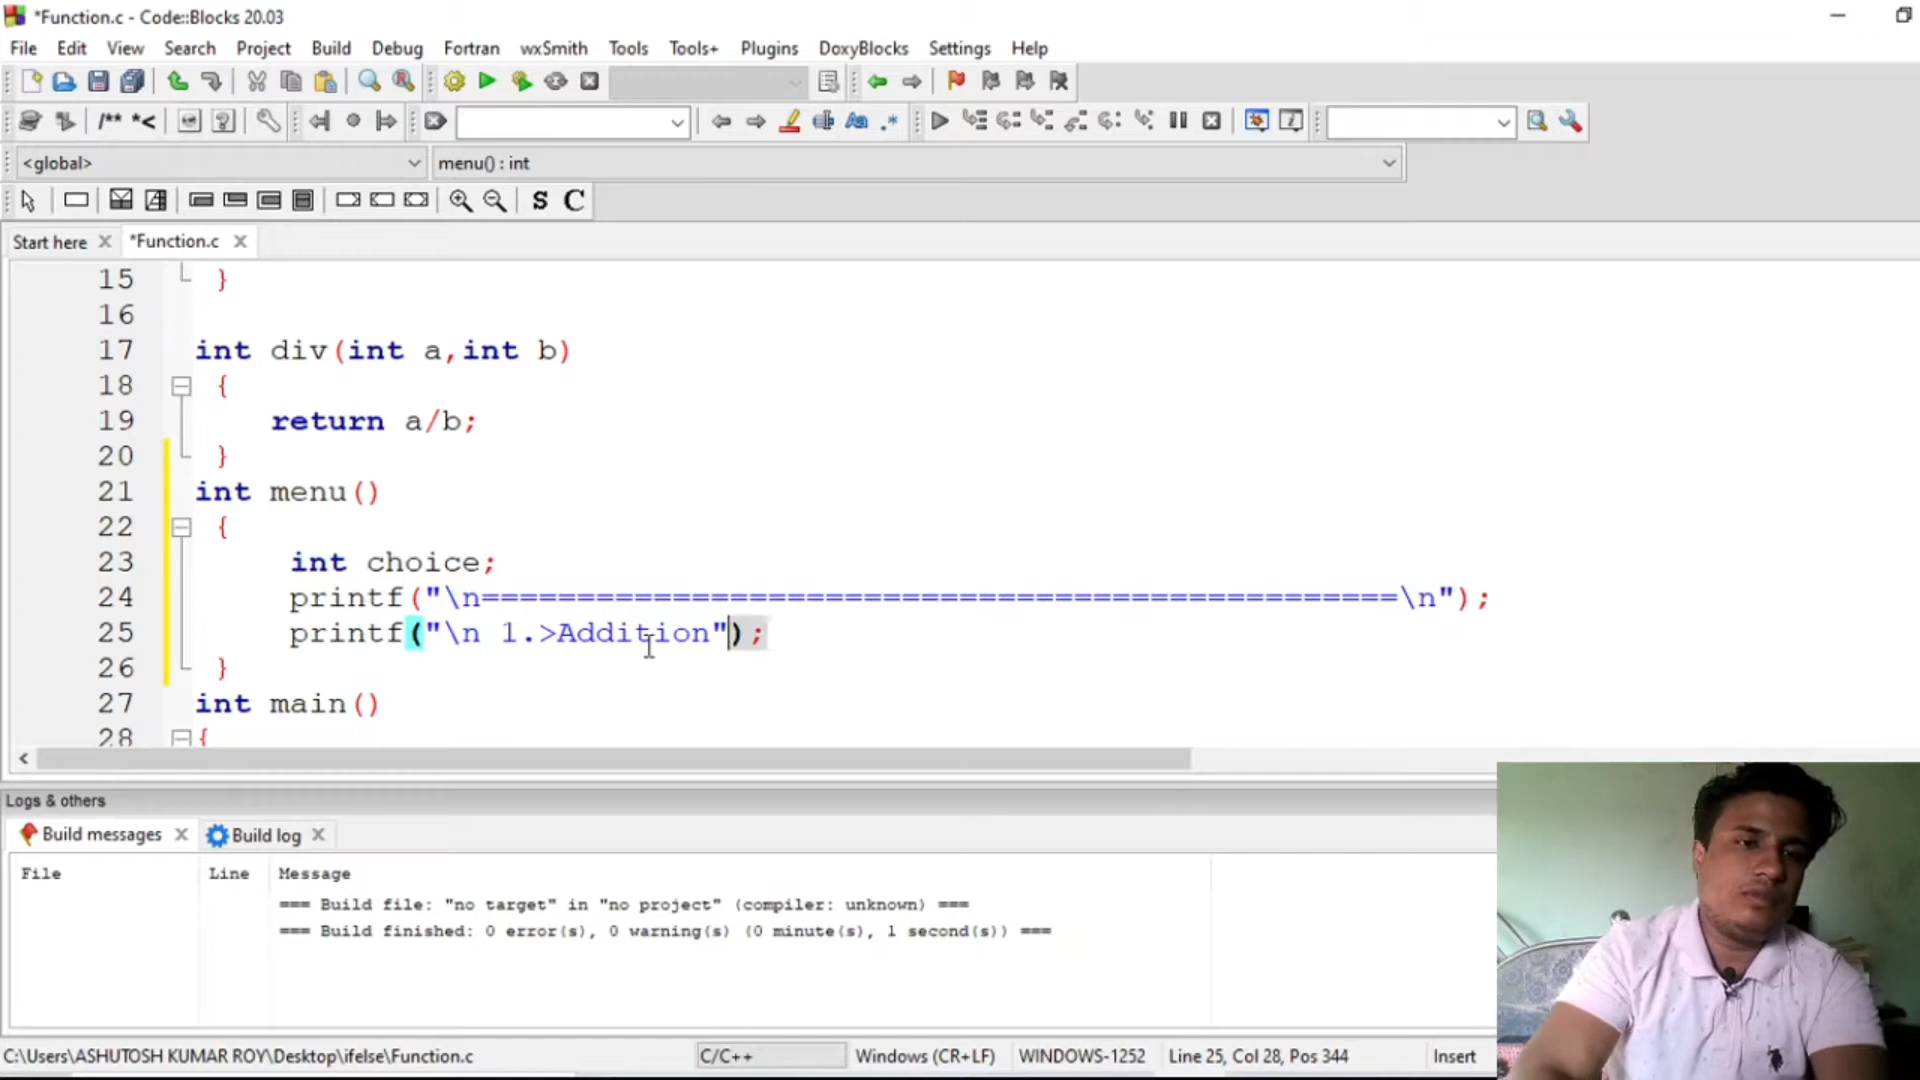 *Function.c - Code::Blocks 20.03
File Edit View Search Project Build Debug Fortran wxSmith Tools Tools+ Plugins DoxyBlocks Settings Help
/** *<
Aa .*
<global> menu() : int
S C
Start here *Function.c
15 }
16
17 int div(int a,int b)
18 {
19 return a/b;
20 }
21 int menu()
22 {
23 int choice;
24 printf("\n================================================\n");
25 printf("\n 1.>Addition");
26 }
27 int main()
28 {
Logs & others
Build messages Build log
File Line Message
=== Build file: "no target" in "no project" (compiler: unknown) ===
=== Build finished: 0 error(s), 0 warning(s) (0 minute(s), 1 second(s)) ===
C:\Users\ASHUTOSH KUMAR ROY\Desktop\ifelse\Function.c C/C++ Windows (CR+LF) WINDOWS-1252 Line 25, Col 28, Pos 344 Insert